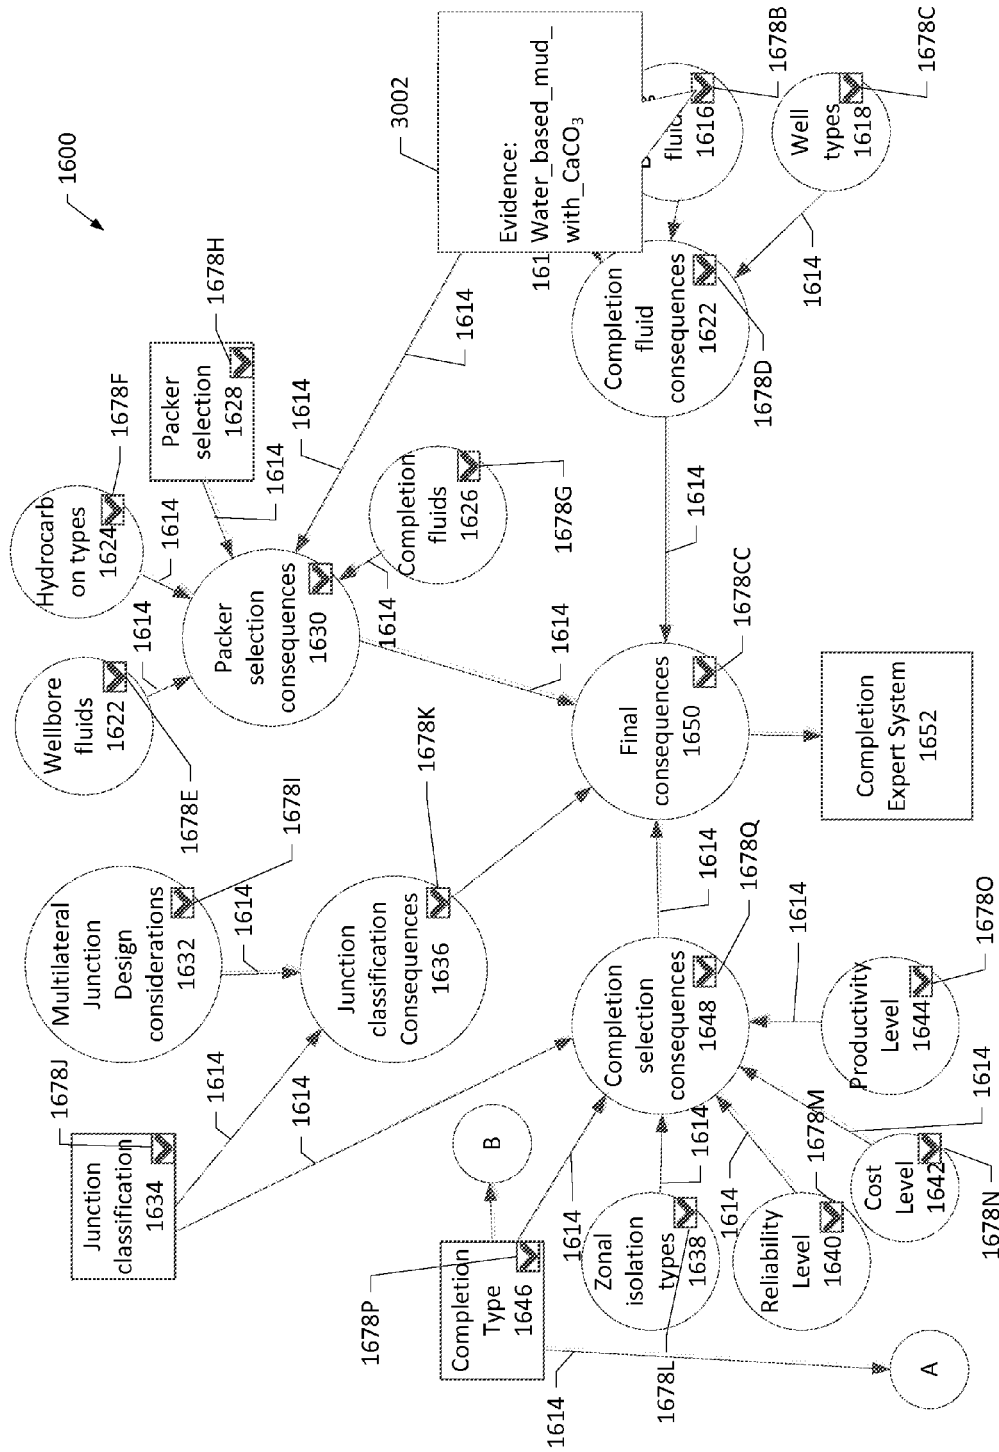 1600
1678J
Junction
classification
1634
1614
1614
Multilateral
Junction
Design
considerations
1632
1678I
1614
Junction
classification
Consequences
1636
1678K
Wellbore
fluids
1622
1678E
1614
Hydrocarb
on types
1624
1678F
1614
Packer
selection
1628
1678H
1614
Packer
selection
consequences
1630
1614
1614
Completion
fluids
1626
1678G
1614
1614
3002
Evidence:
Water_based_mud_
with_CaCO₃
161
fluid
1616
1678B
Well
types
1618
1678C
1614
Completion
fluid
consequences
1622
1678D
1614
1678P
Completion
Type
1646
B
1614
1614
A
Zonal
isolation
types
1638
1678L
1614
Reliability
Level
1640
1678M
1614
Cost
Level
1642
1678N
1614
Productivity
Level
1644
1678O
1614
Completion
selection
consequences
1648
1678Q
1614
Final
consequences
1650
1678CC
Completion
Expert System
1652